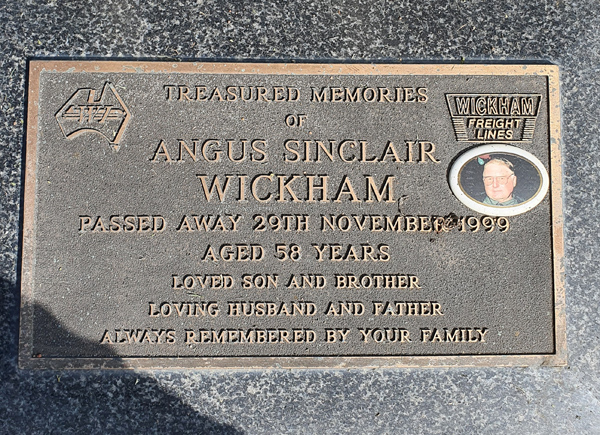 TREASURED MEMORIES
OF
ANGUS SINCLAIR
WICKHAM
PASSED AWAY 29TH NOVEMBER 1999
AGED 58 YEARS
LOVED SON AND BROTHER
LOVING HUSBAND AND FATHER
ALWAYS REMEMBERED BY YOUR FAMILY
WICKHAM
FREIGHT
LINES